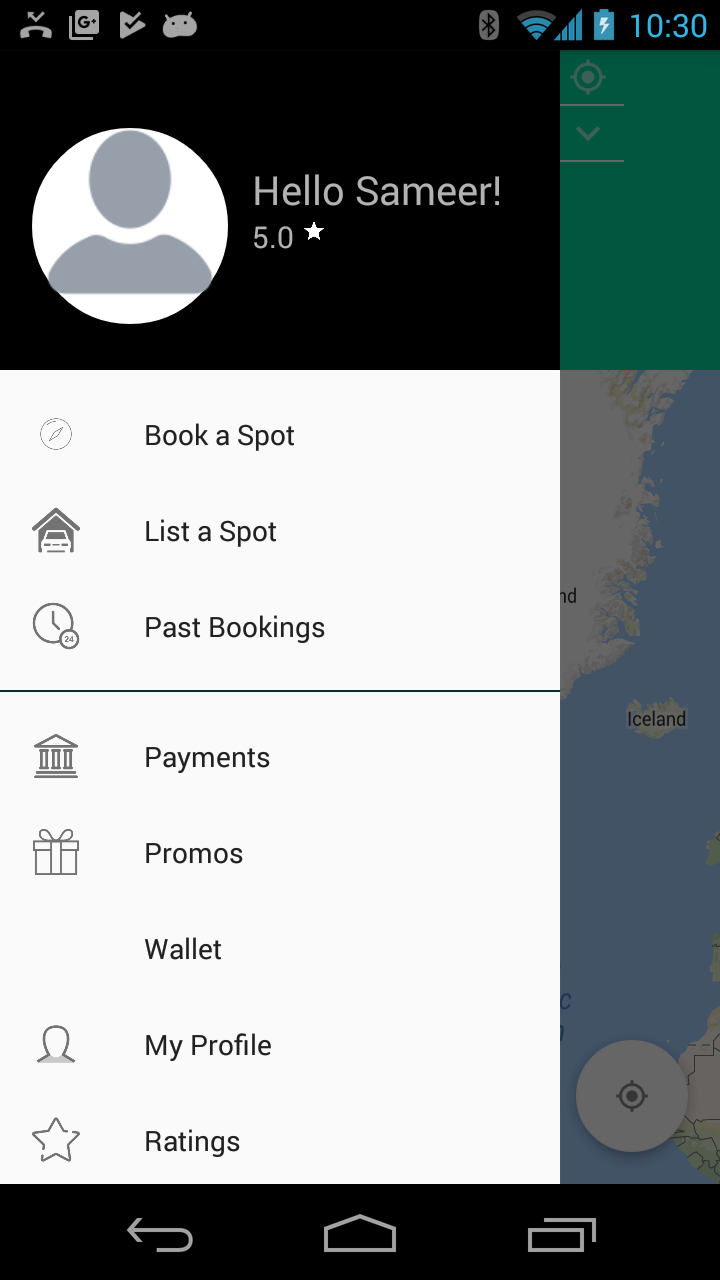 10:30
Hello Sameer!
5.0
Book a Spot
List a Spot
24
Past Bookings
nd
Iceland
Payments
Promos
Wallet
c
My Profile
Ratings